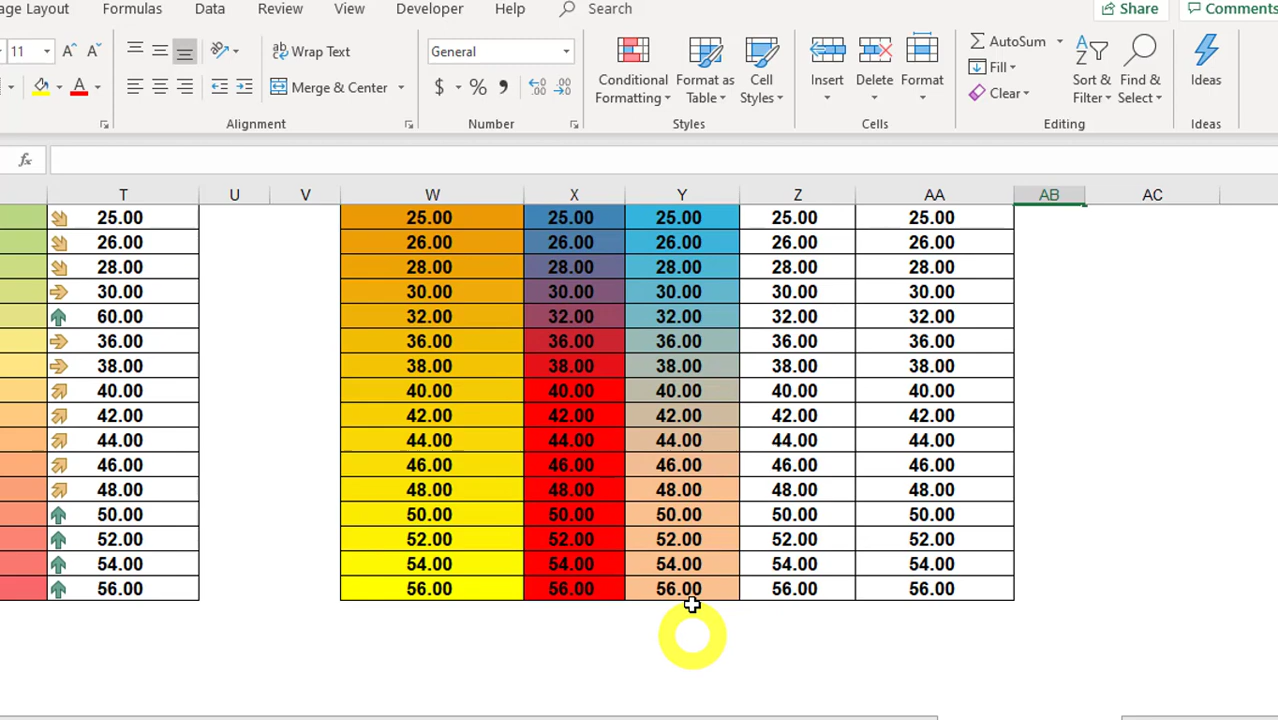 age Layout Formulas Data Review View Developer Help Search Share Comments
11 A A ab Wrap Text General Conditional Formatting Format as Table Cell Styles Insert Delete Format AutoSum Fill Clear Sort & Filter Find & Select Ideas
A Merge & Center $ % , .00 .00
Alignment Number Styles Cells Editing Ideas
fx
T U V W X Y Z AA AB AC
25.00 25.00 25.00 25.00 25.00 25.00
26.00 26.00 26.00 26.00 26.00 26.00
28.00 28.00 28.00 28.00 28.00 28.00
30.00 30.00 30.00 30.00 30.00 30.00
60.00 32.00 32.00 32.00 32.00 32.00
36.00 36.00 36.00 36.00 36.00 36.00
38.00 38.00 38.00 38.00 38.00 38.00
40.00 40.00 40.00 40.00 40.00 40.00
42.00 42.00 42.00 42.00 42.00 42.00
44.00 44.00 44.00 44.00 44.00 44.00
46.00 46.00 46.00 46.00 46.00 46.00
48.00 48.00 48.00 48.00 48.00 48.00
50.00 50.00 50.00 50.00 50.00 50.00
52.00 52.00 52.00 52.00 52.00 52.00
54.00 54.00 54.00 54.00 54.00 54.00
56.00 56.00 56.00 56.00 56.00 56.00